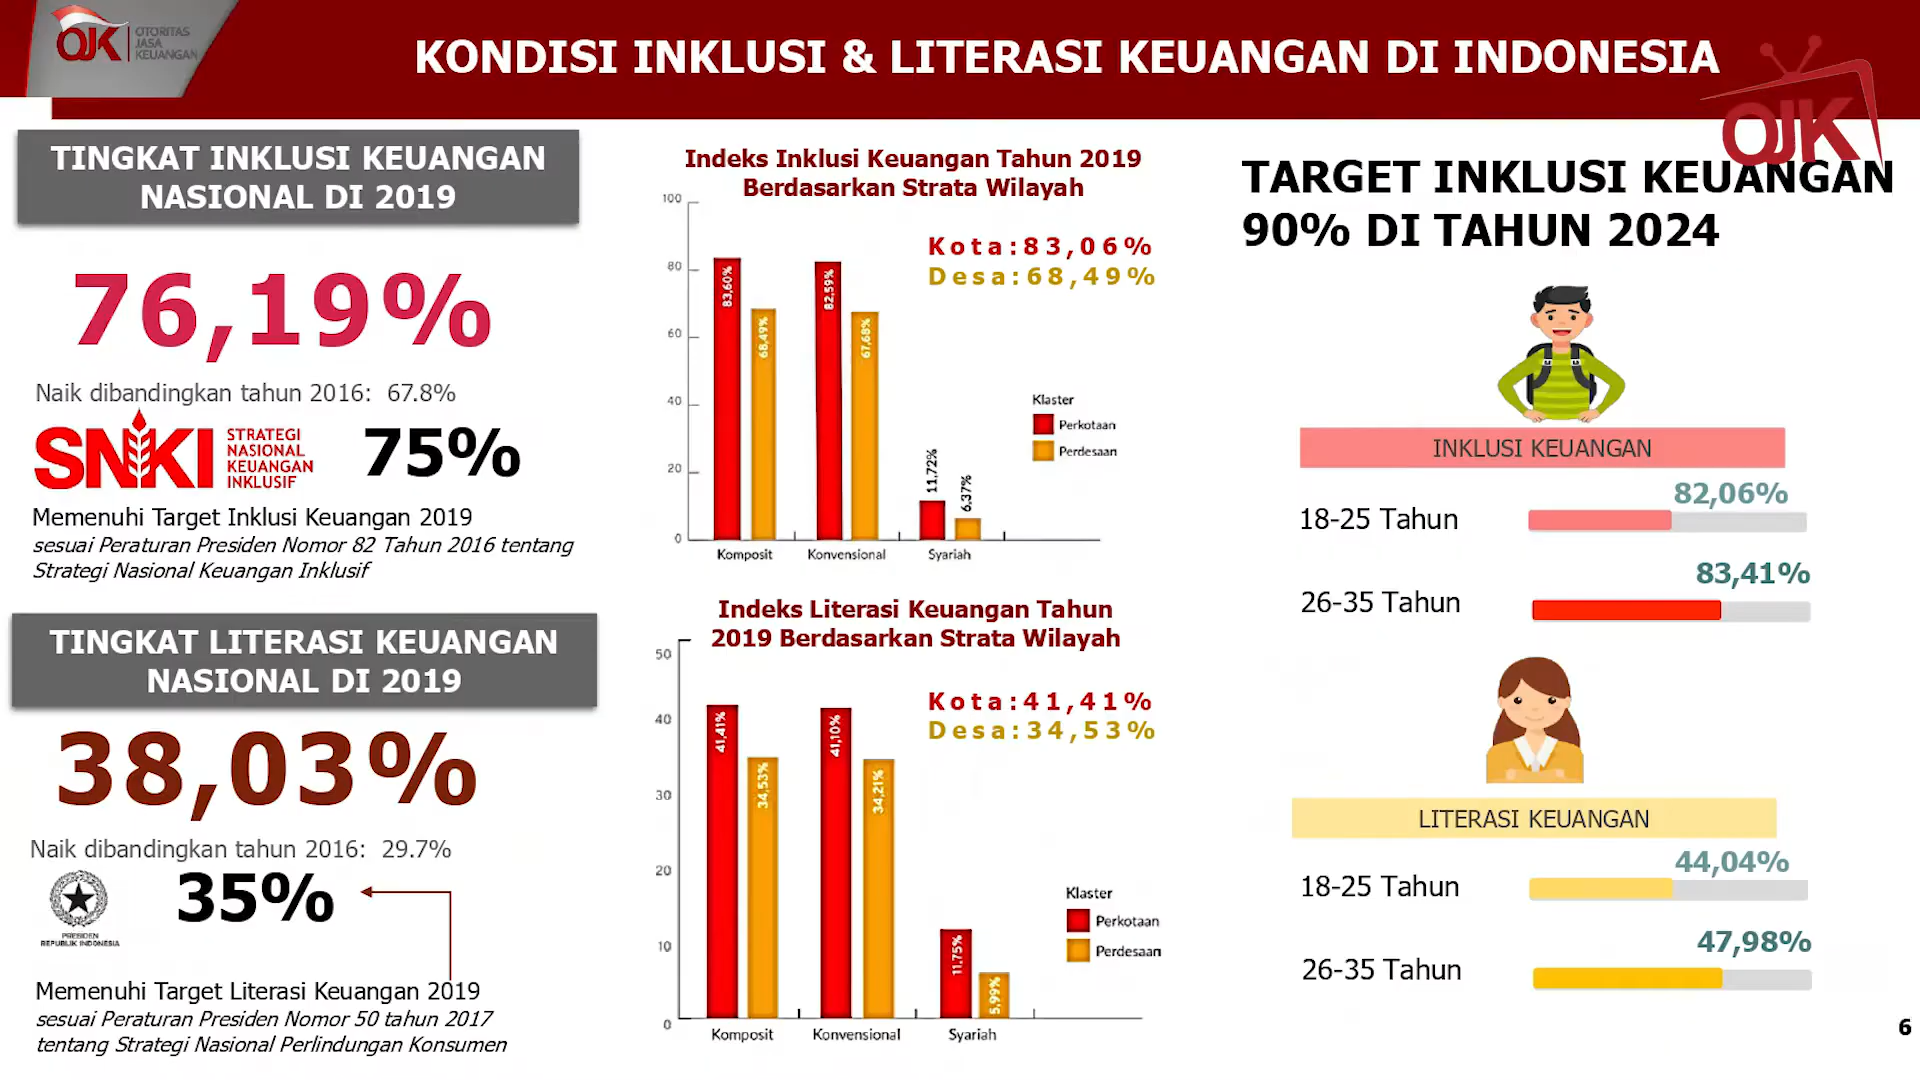 OJK
OTORITAS
JASA
KEUANGAN
KONDISI INKLUSI & LITERASI KEUANGAN DI INDONESIA
OJK
TINGKAT INKLUSI KEUANGAN
NASIONAL DI 2019
76,19%
Naik dibandingkan tahun 2016: 67.8%
SNKI
STRATEGI
NASIONAL
KEUANGAN
INKLUSIF
75%
Memenuhi Target Inklusi Keuangan 2019
sesuai Peraturan Presiden Nomor 82 Tahun 2016 tentang
Strategi Nasional Keuangan Inklusif
TINGKAT LITERASI KEUANGAN
NASIONAL DI 2019
38,03%
Naik dibandingkan tahun 2016: 29.7%
PRESIDEN
REPUBLIK INDONESIA
35%
Memenuhi Target Literasi Keuangan 2019
sesuai Peraturan Presiden Nomor 50 tahun 2017
tentang Strategi Nasional Perlindungan Konsumen
Indeks Inklusi Keuangan Tahun 2019
Berdasarkan Strata Wilayah
Kota:83,06%
Desa:68,49%
100
80
60
40
20
0
83,60%
68,49%
82,59%
67,68%
11,72%
6,37%
Komposit
Konvensional
Syariah
Klaster
Perkotaan
Perdesaan
Indeks Literasi Keuangan Tahun
2019 Berdasarkan Strata Wilayah
Kota:41,41%
Desa:34,53%
50
40
30
20
10
0
41,41%
34,53%
41,10%
34,21%
11,75%
5,99%
Komposit
Konvensional
Syariah
Klaster
Perkotaan
Perdesaan
TARGET INKLUSI KEUANGAN
90% DI TAHUN 2024
INKLUSI KEUANGAN
18-25 Tahun
82,06%
26-35 Tahun
83,41%
LITERASI KEUANGAN
18-25 Tahun
44,04%
26-35 Tahun
47,98%
6